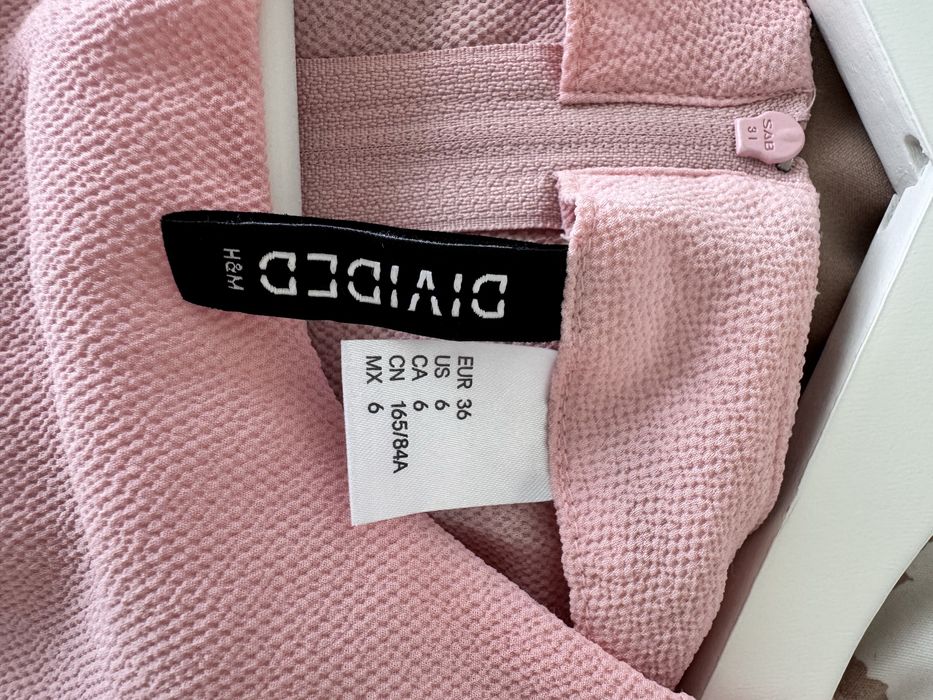 DIVIDED
H&M
EUR 36
US 6
CA 6
CN 165/84A
MX 6
SAB
31